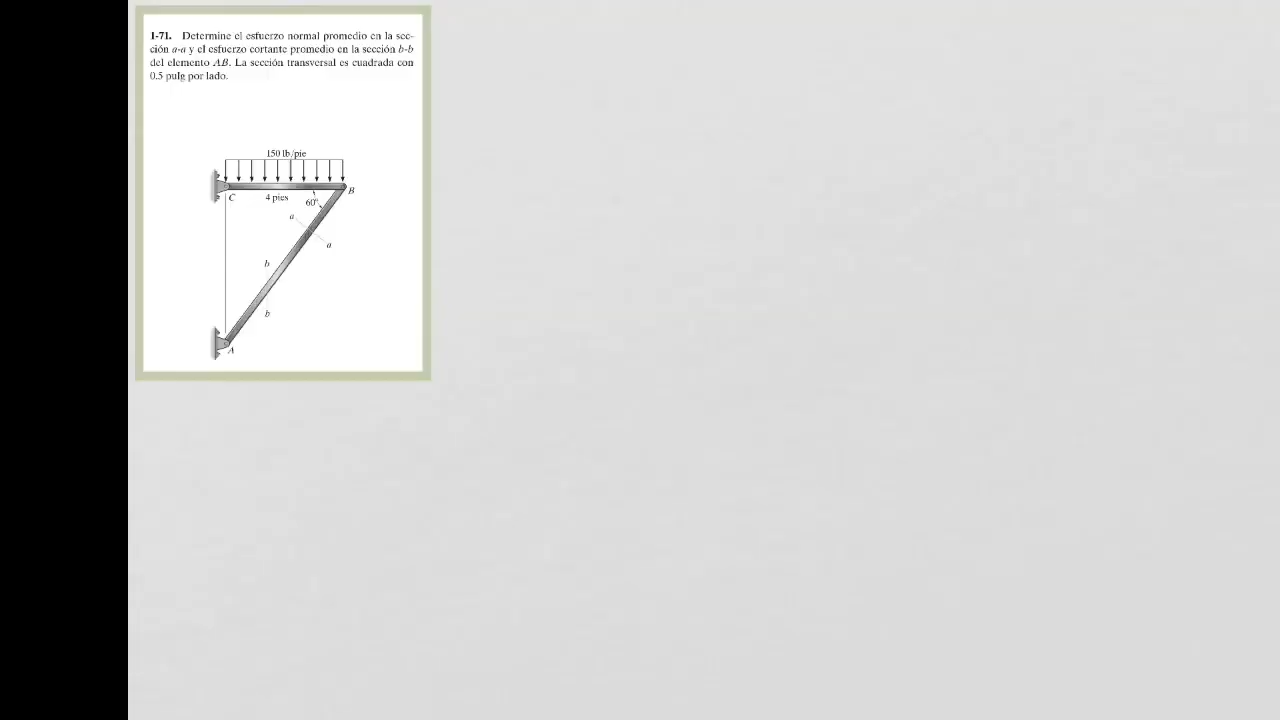 1-71. Determine el esfuerzo normal promedio en la sec-
ción a-a y el esfuerzo cortante promedio en la sección b-b
del elemento AB. La sección transversal es cuadrada con
0.5 pulg por lado.
150 lb/pie
C
4 pies
60°
B
a
a
b
b
A